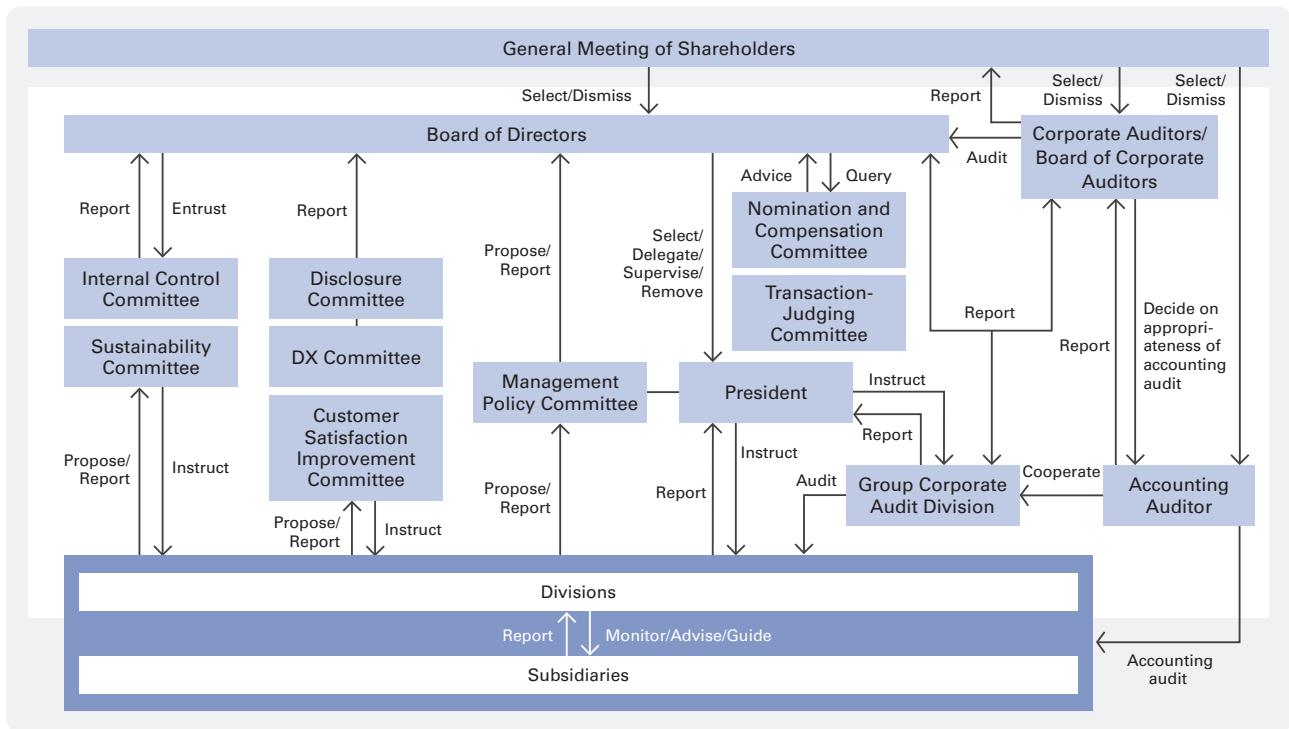 General Meeting of Shareholders
Select/Dismiss
Report
Select/
Dismiss
Select/
Dismiss
Board of Directors
Audit
Corporate Auditors/
Board of Corporate
Auditors
Report
Entrust
Report
Propose/
Report
Select/
Delegate/
Supervise/
Remove
Advice
Query
Nomination and
Compensation
Committee
Transaction-
Judging
Committee
Internal Control
Committee
Disclosure
Committee
Sustainability
Committee
DX Committee
Report
Report
Decide on
appropri-
ateness of
accounting
audit
Management
Policy Committee
President
Instruct
Report
Customer
Satisfaction
Improvement
Committee
Propose/
Report
Instruct
Propose/
Report
Instruct
Propose/
Report
Report
Instruct
Audit
Group Corporate
Audit Division
Cooperate
Accounting
Auditor
Divisions
Report
Monitor/Advise/Guide
Subsidiaries
Accounting
audit